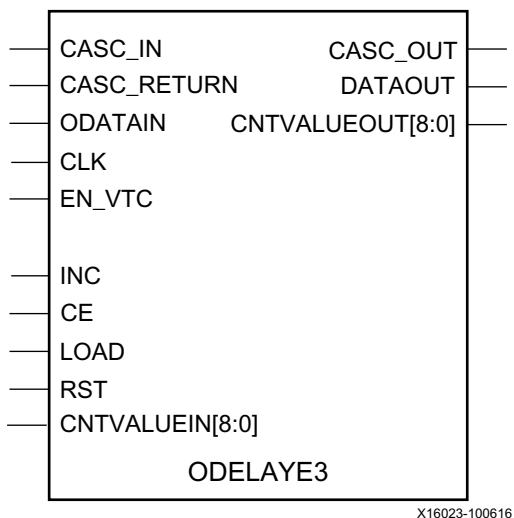 CASC_IN CASC_OUT
CASC_RETURN DATAOUT
ODATAIN CNTVALUEOUT[8:0]
CLK
EN_VTC
INC
CE
LOAD
RST
CNTVALUEIN[8:0]
ODELAYE3
X16023-100616